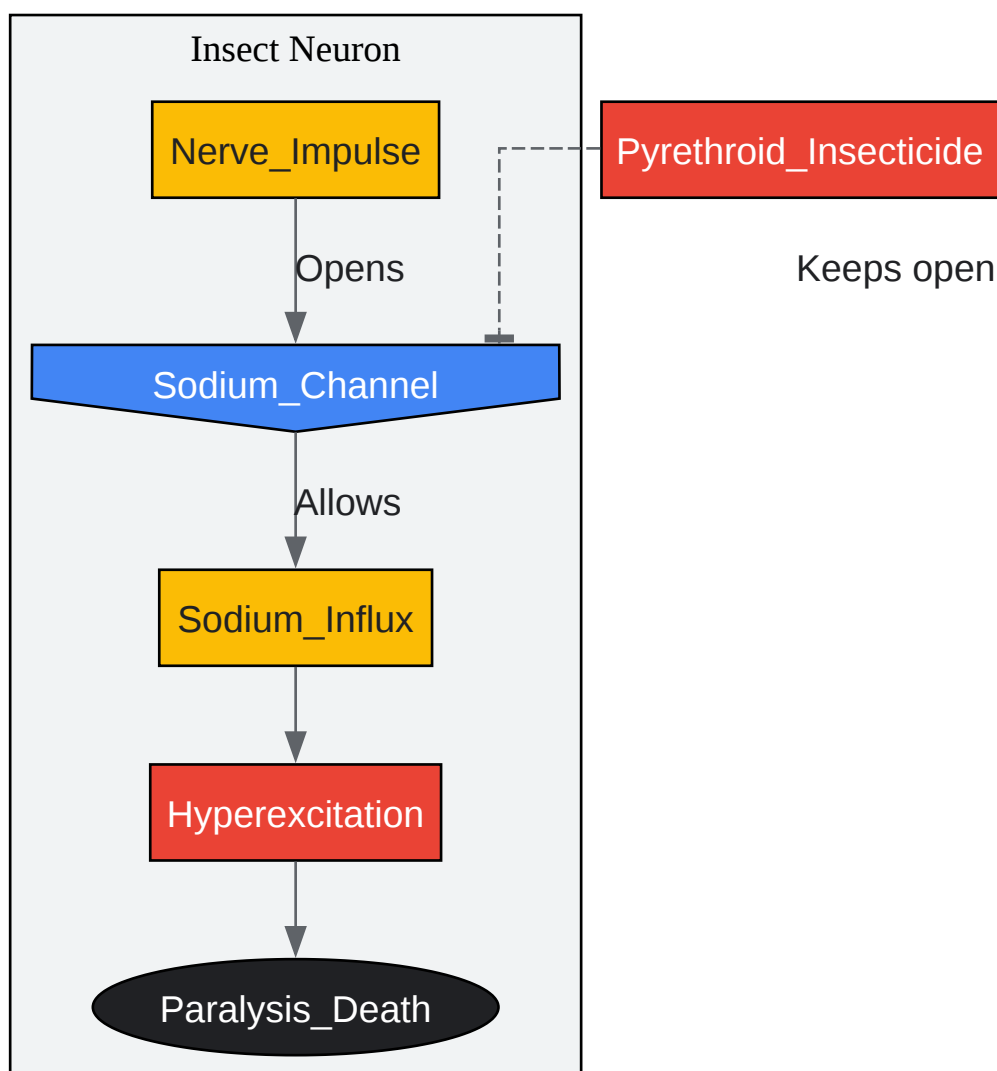 Insect Neuron
Nerve_Impulse
Pyrethroid_Insecticide
Opens
Keeps open
Sodium_Channel
Allows
Sodium_Influx
Hyperexcitation
Paralysis_Death